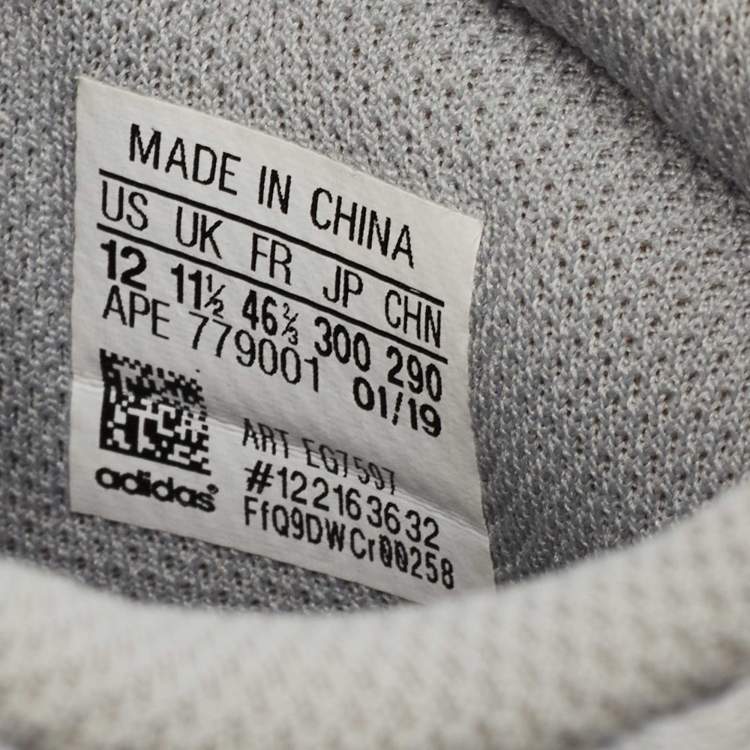 MADE IN CHINA
US UK FR JP CHN
12 11½ 46⅔ 300 290
APE 779001 01/19
ART EG7597
#122163632
FfQ9DWCr00258
adidas®